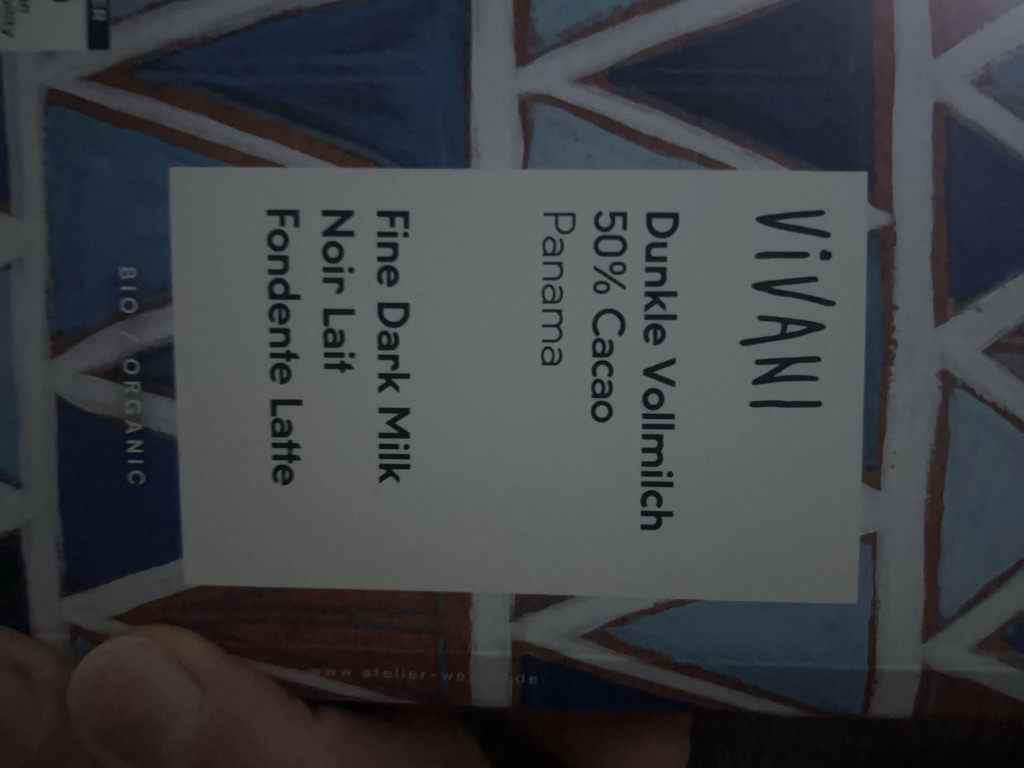 ViVANI
Dunkle Vollmilch
50% Cacao
Panama
Fine Dark Milk
Noir Lait
Fondente Latte
BIO / ORGANIC